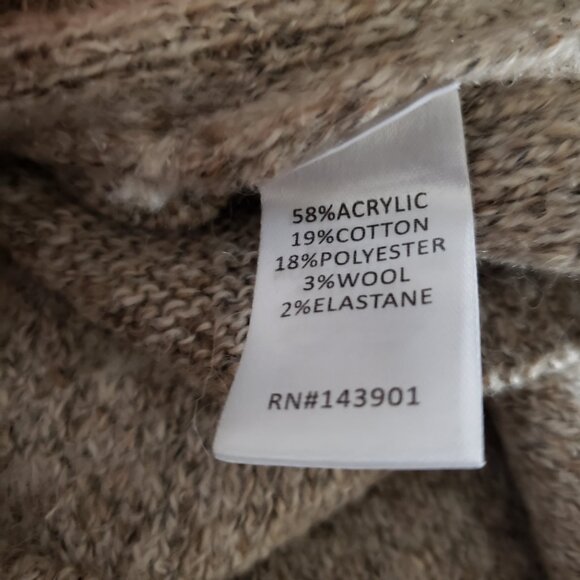 58%ACRYLIC
19%COTTON
18%POLYESTER
3%WOOL
2%ELASTANE
RN#143901